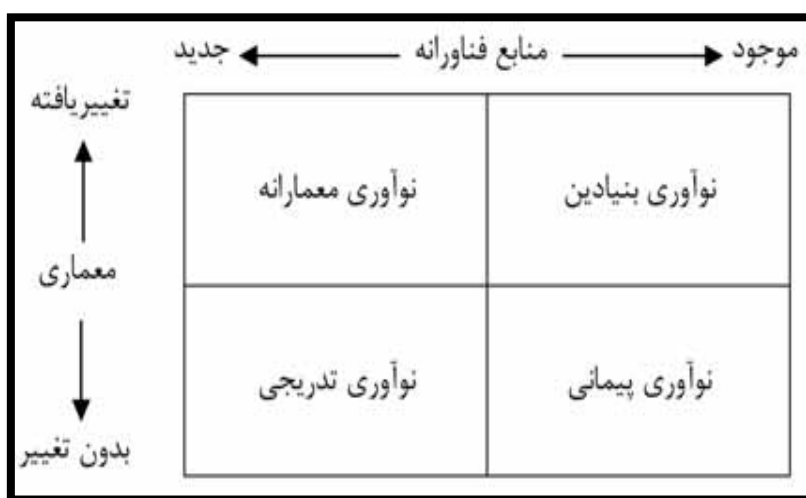 موجود منابع فناورانه جدید
تغییریافته
نوآوری بنیادین نوآوری معمارانه
معماری
نوآوری پیمانی نوآوری تدریجی
بدون تغییر